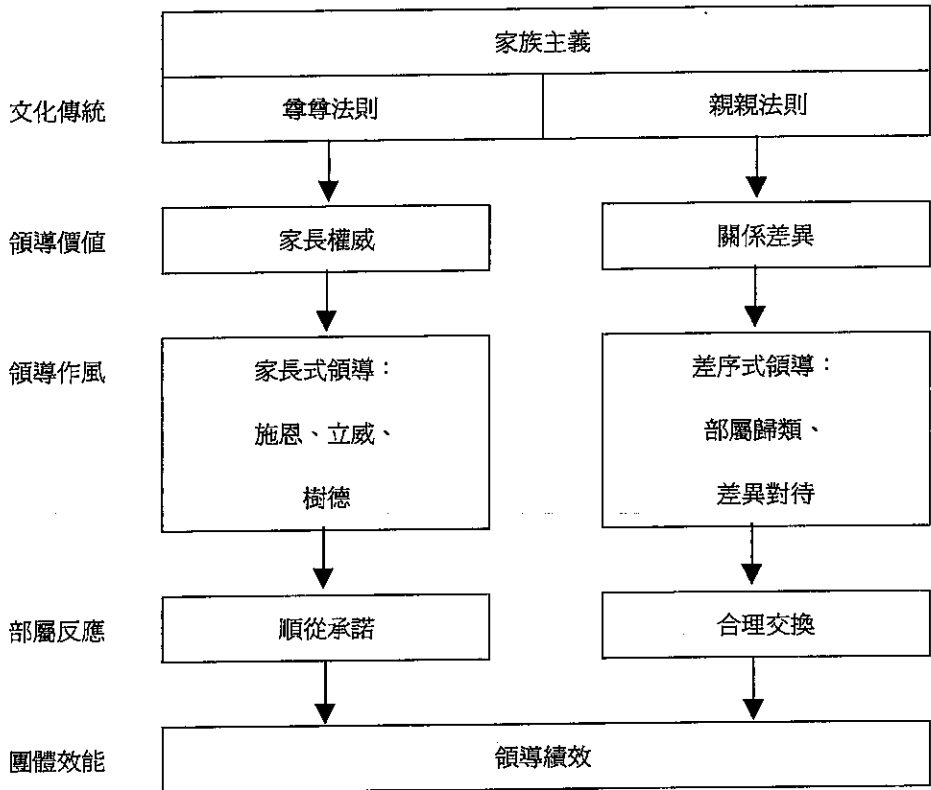 家族主義
文化傳統
尊尊法則
親親法則
領導價值
家長權威
關係差異
領導作風
家長式領導：
施恩、立威、
樹德
差序式領導：
部屬歸類、
差異對待
部屬反應
順從承諾
合理交換
團體效能
領導績效